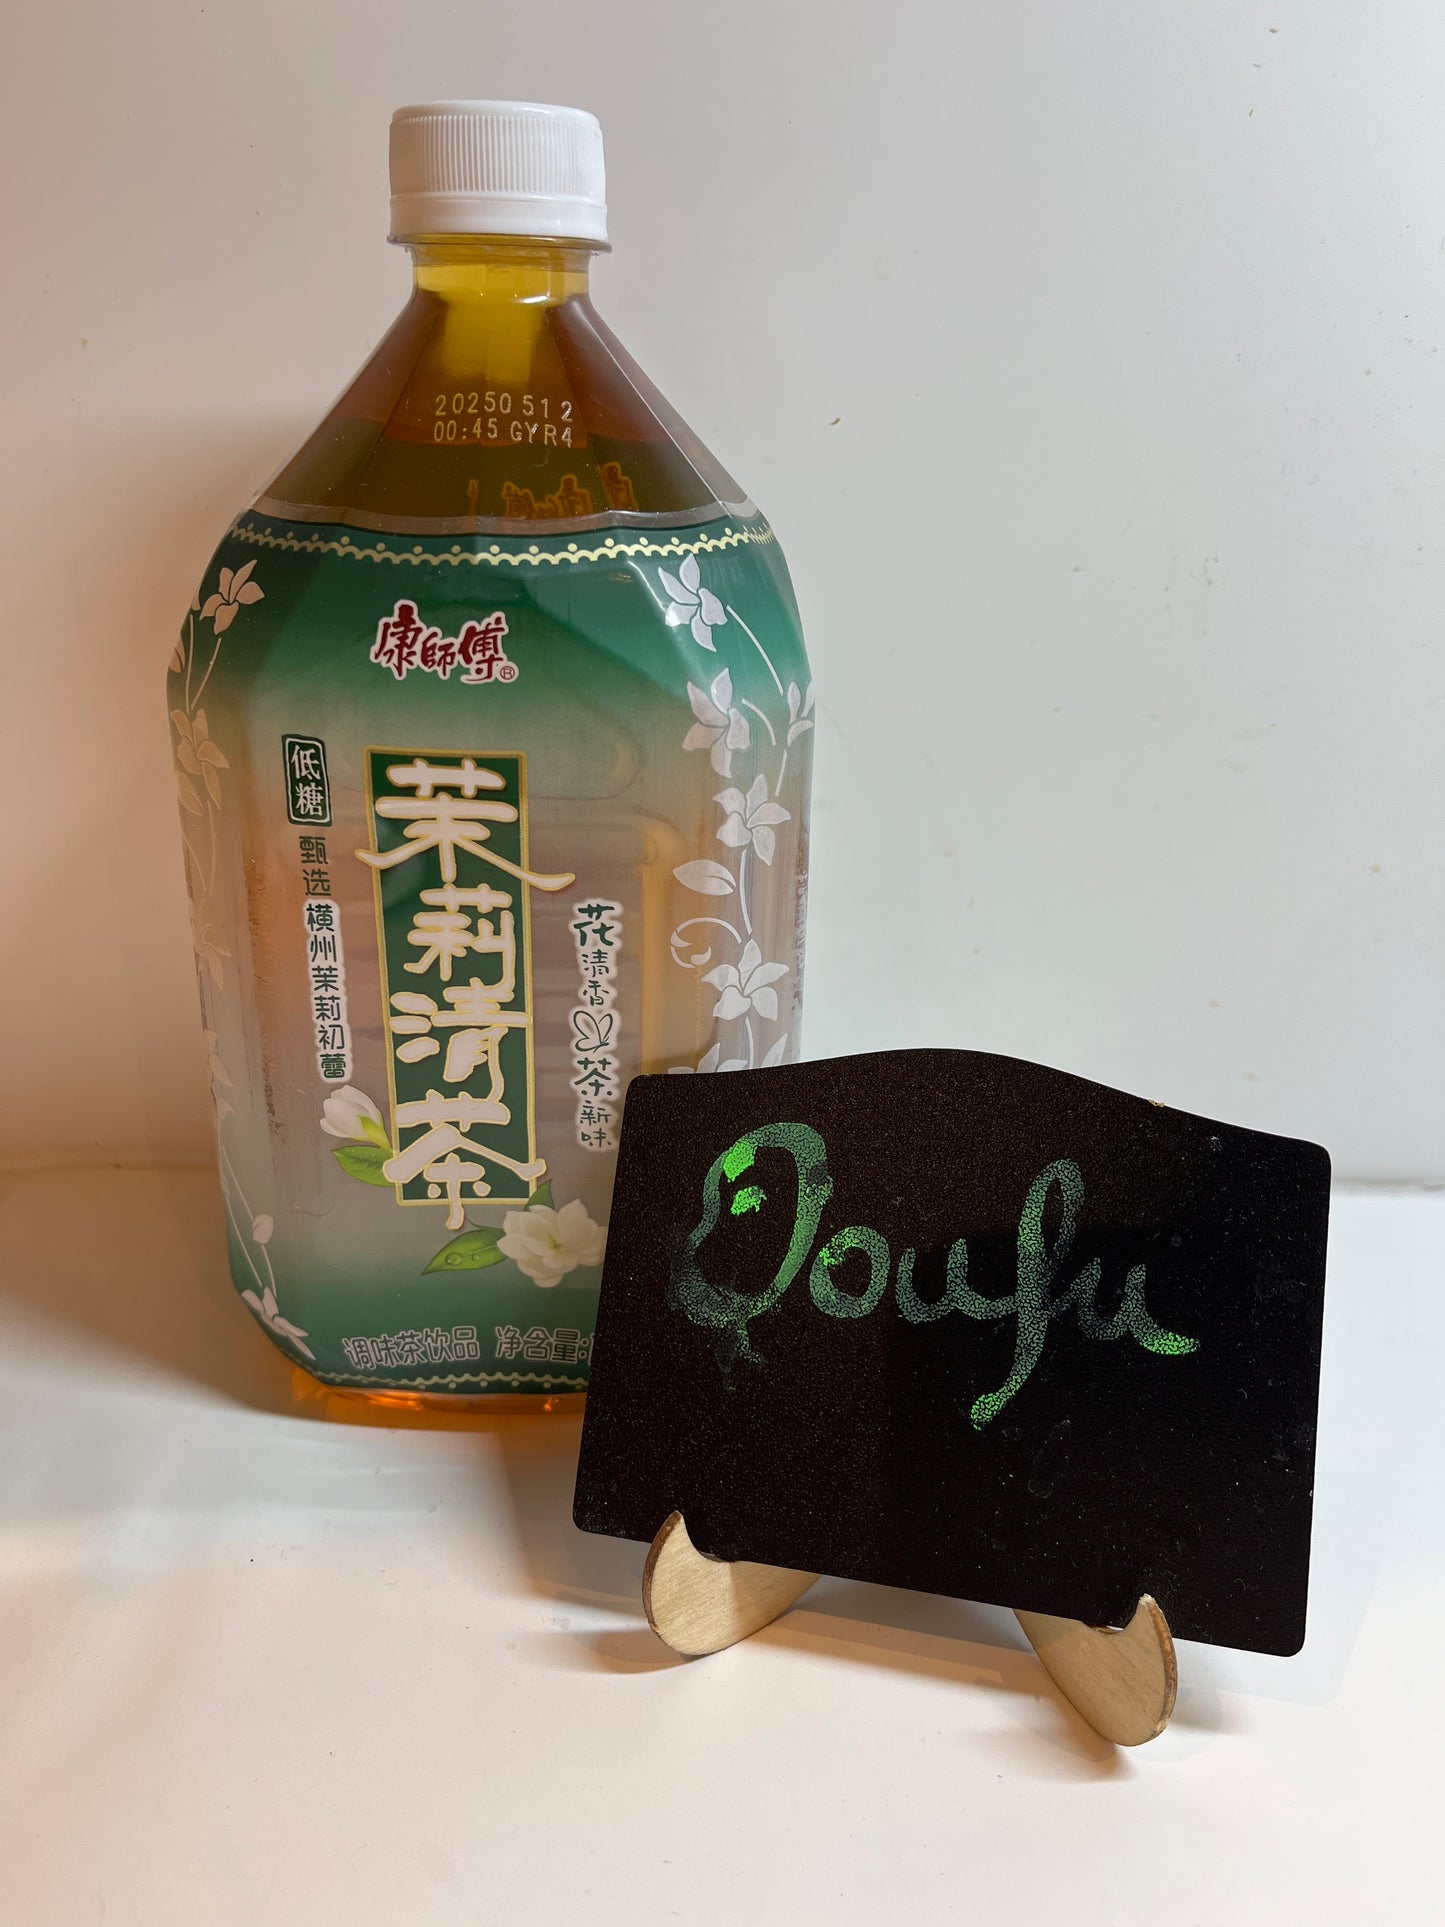 20250512
00:45 GYR4
康師傅®
低糖
甄选横州茉莉初蕾
茉莉清茶
花清香茶新味
调味茶饮品 净含量:
Doufu